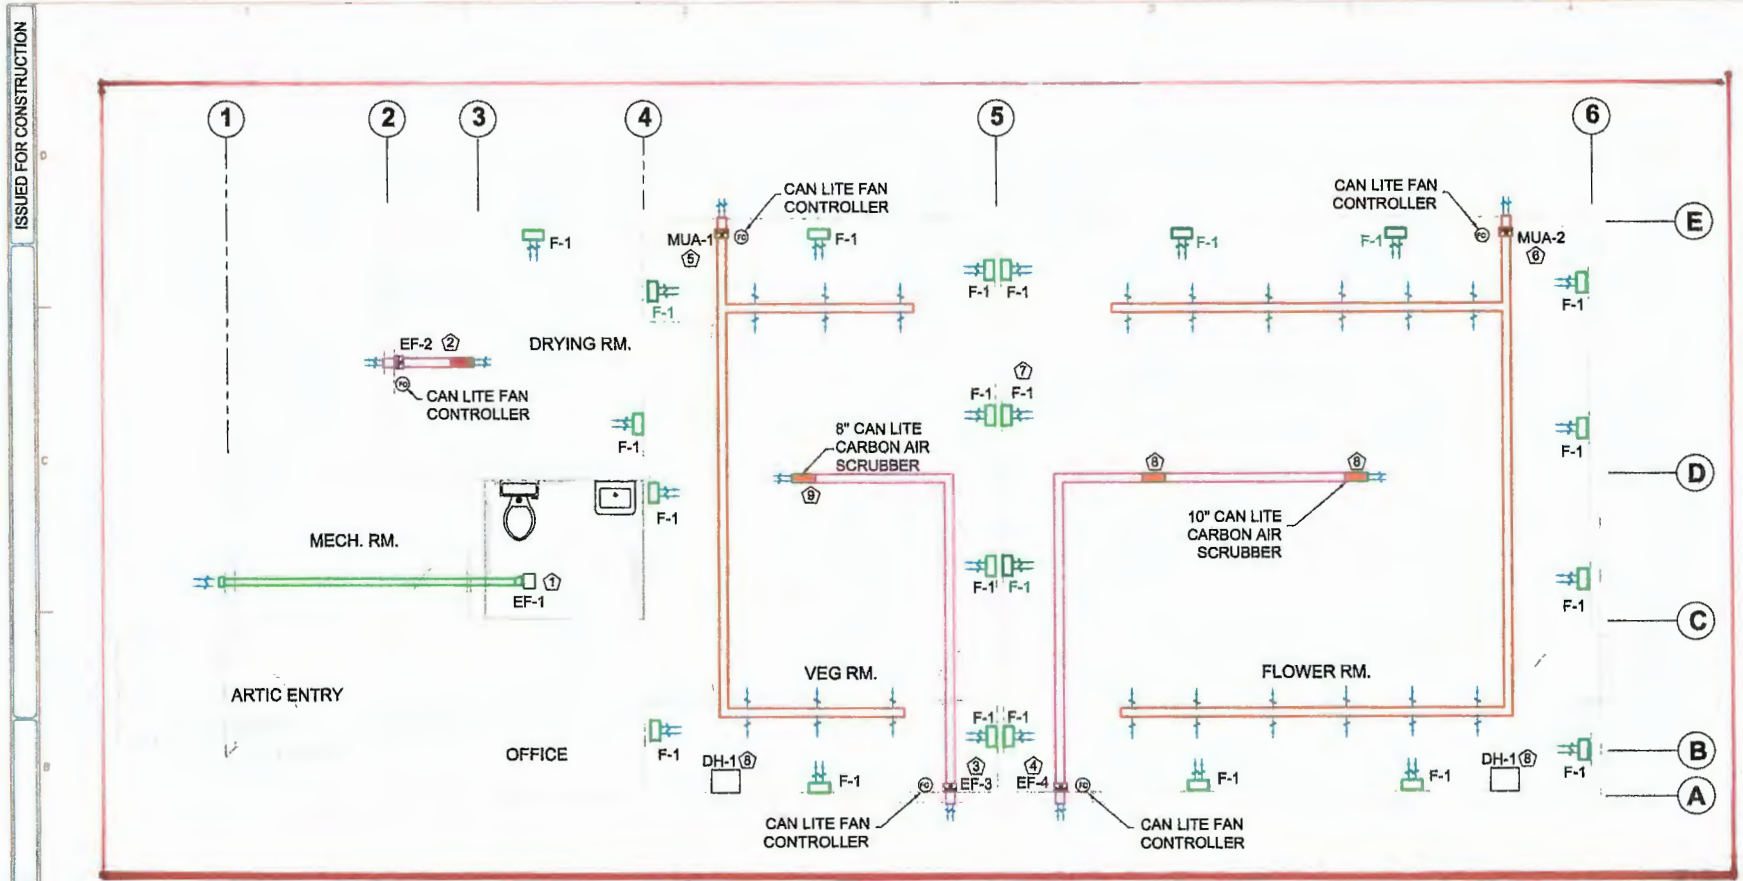 ISSUED FOR CONSTRUCTION
1
2
3
4
5
6
CAN LITE FAN
CONTROLLER
CAN LITE FAN
CONTROLLER
E
MUA-1
FC
F-1
F-1
F-1
F-1
FC
MUA-2
5
6
F-1
F-1
F-1
F-1
F-1
EF-2
2
DRYING RM.
FC
CAN LITE FAN
CONTROLLER
7
F-1
F-1
F-1
F-1
8" CAN LITE
CARBON AIR
SCRUBBER
9
8
8
D
F-1
10" CAN LITE
CARBON AIR
SCRUBBER
MECH. RM.
EF-1
1
F-1
F-1
F-1
C
VEG RM.
FLOWER RM.
ARTIC ENTRY
OFFICE
F-1
F-1
F-1
F-1
B
DH-1
8
F-1
FC
3
EF-3
4
EF-4
FC
F-1
F-1
DH-1
8
A
CAN LITE FAN
CONTROLLER
CAN LITE FAN
CONTROLLER
D
C
B